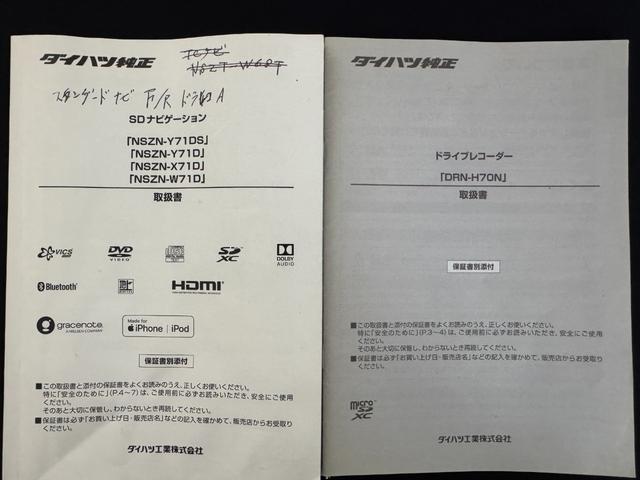 ダイハツ純正
NSZT-W68T
スタンダードナビ F/R ドラレコ A
SDナビゲーション
「NSZN-Y71DS」
「NSZN-Y71D」
「NSZN-X71D」
「NSZN-W71D」
取扱書
VICS
DVD
VIDEO
SD
XC
DOLBY
AUDIO
Bluetooth
HDMI
gracenote
A NIELSEN COMPANY
Made for
iPhone | iPod
保証書別添付
■この取扱書と添付の保証書をよくお読みのうえ、正しくお使いください。
特に「安全のために」(P.4~7)は、ご使用前に必ずお読みいただき、安全にご使用
ください。
そのあと大切に保管し、わからないとき再読してください。
■保証書は必ず「お買い上げ日・販売店名」などの記入を確かめて、販売店からお受取り
ください。
ダイハツ工業株式会社
ダイハツ純正
ドライブレコーダー
「DRN-H70N」
取扱書
保証書別添付
■この取扱書と添付の保証書をよくお読みのうえ、正しくお使いください。
特に「安全のために」(P.3~4)は、ご使用前に必ずお読みいただき、安全にご使用
ください。
そのあと大切に保管し、わからないとき再読してください。
■保証書は必ず「お買い上げ日・販売店名」などの記入を確かめて、販売店からお受取り
ください。
micro
SD
XC
ダイハツ工業株式会社